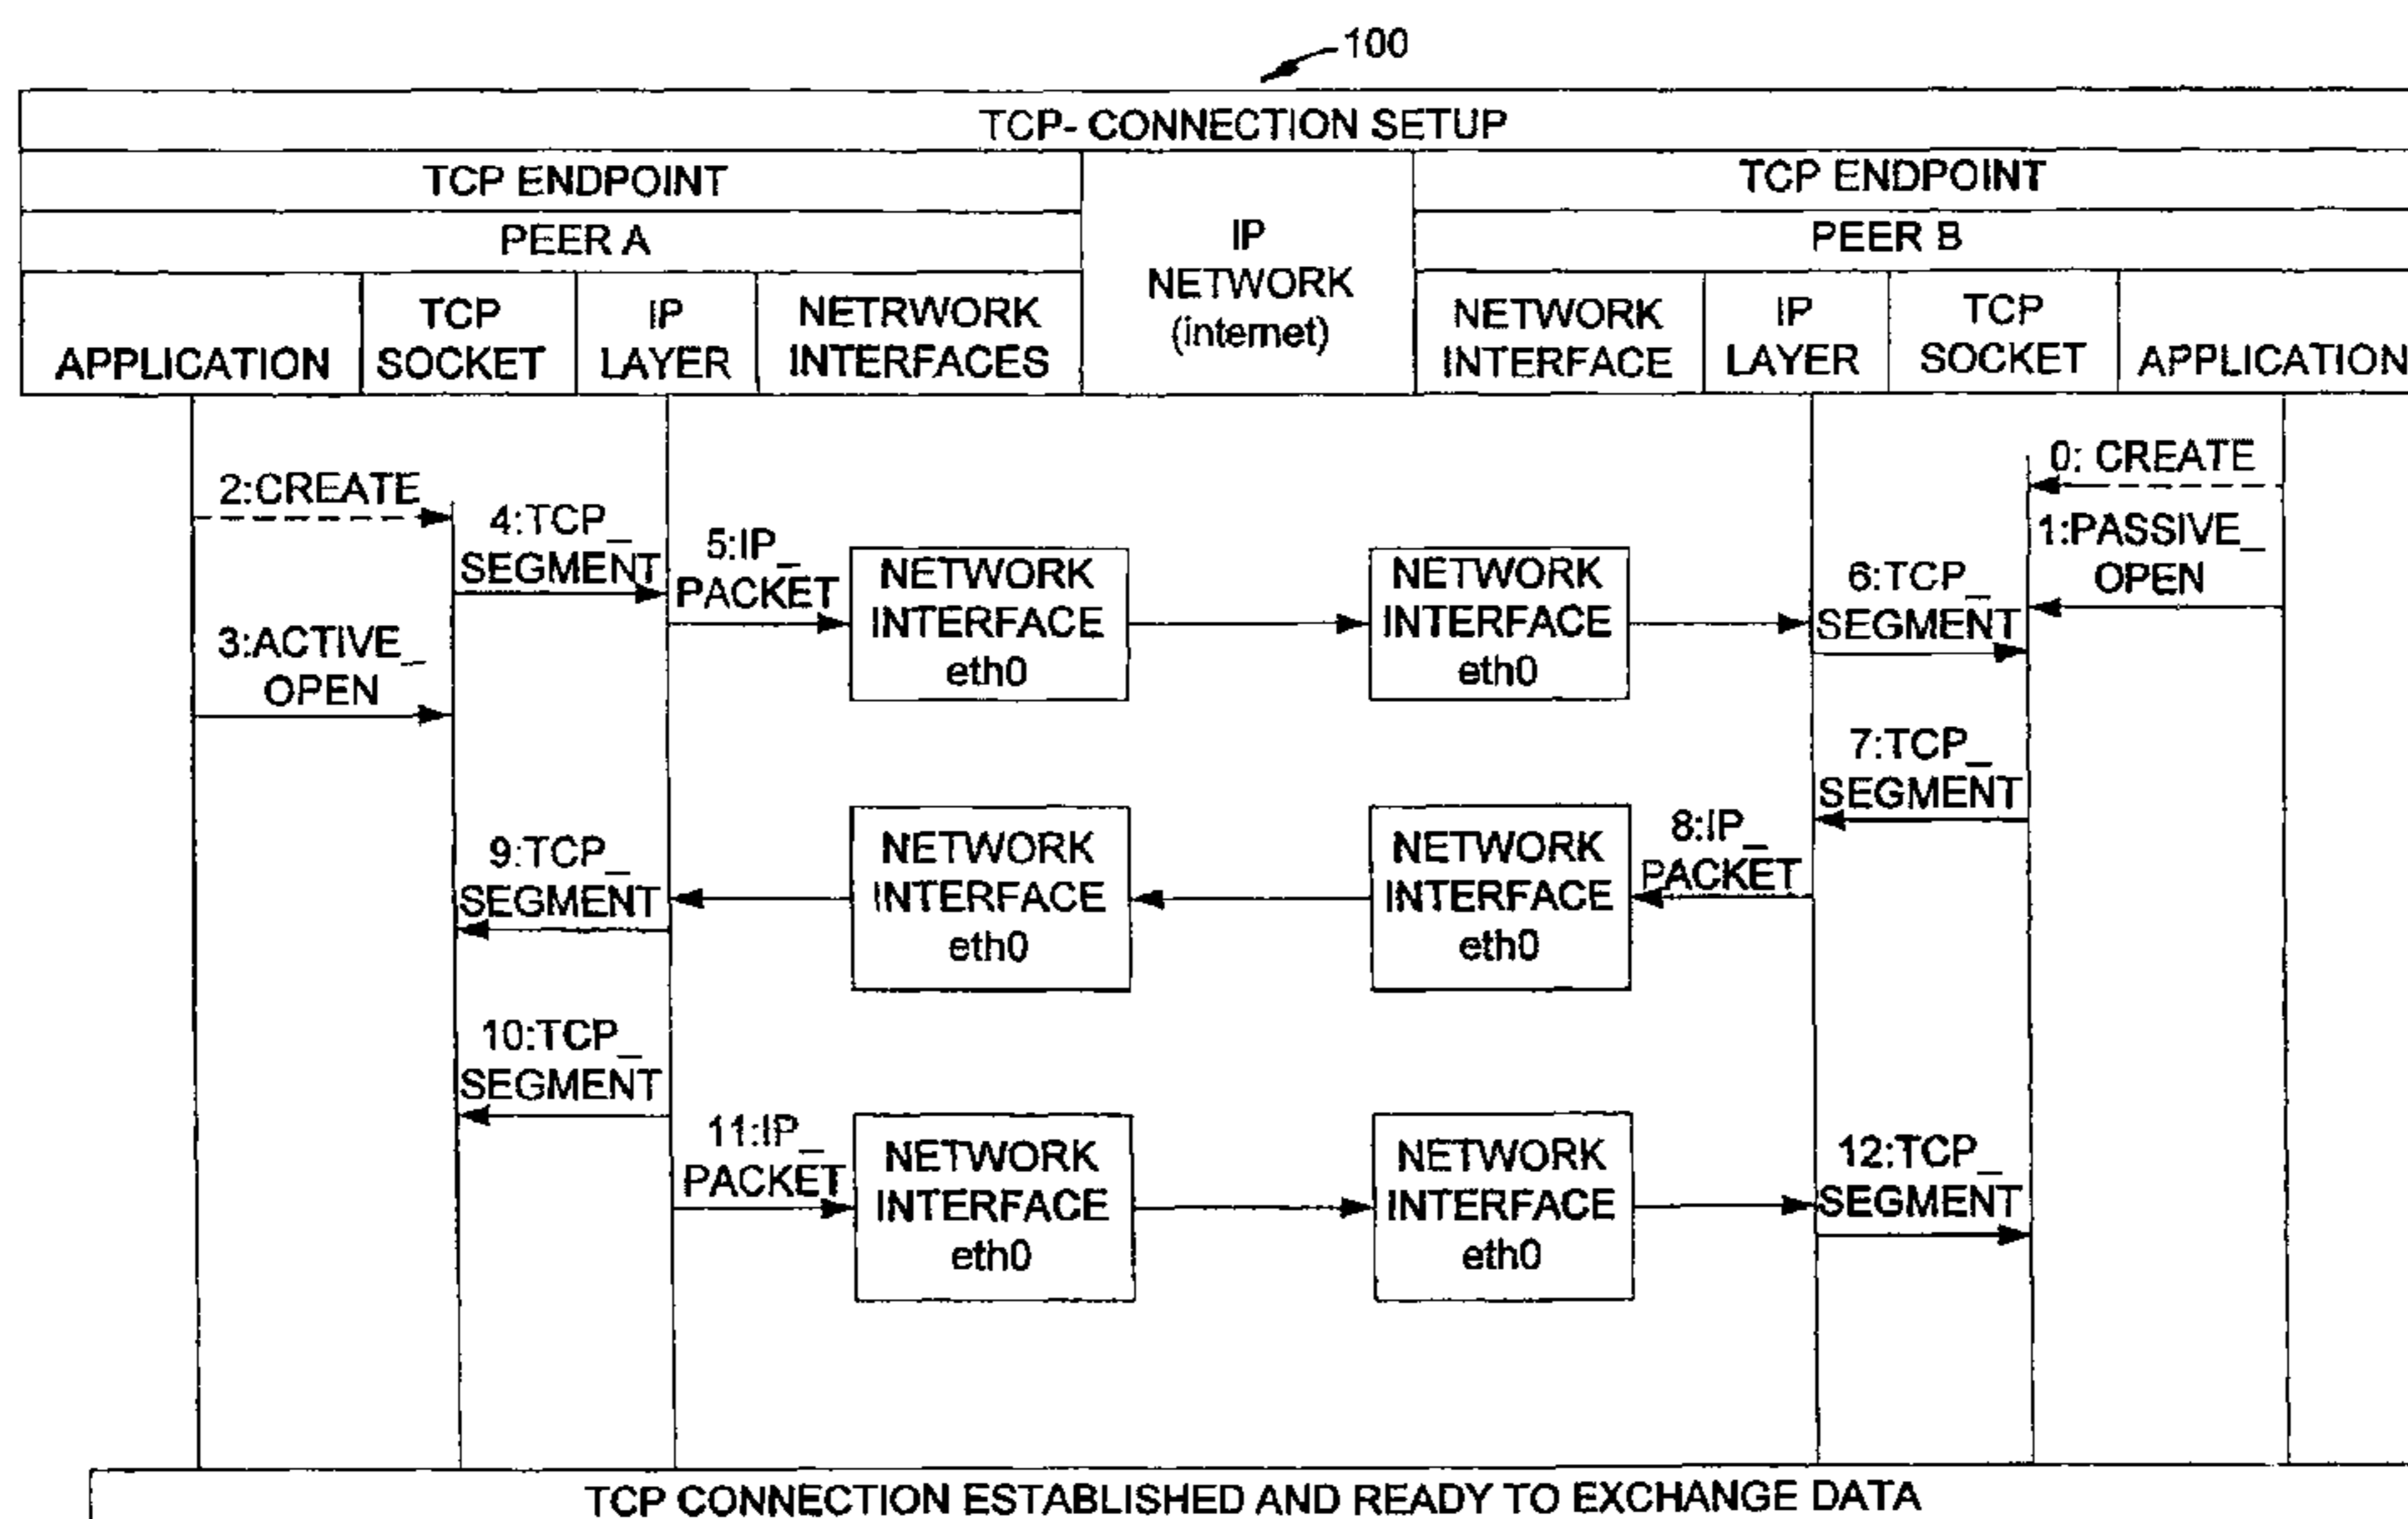 100
TCP- CONNECTION SETUP
TCP ENDPOINT
TCP ENDPOINT
PEER A
IP
NETWORK
(internet)
PEER B
APPLICATION
TCP
SOCKET
IP
LAYER
NETRWORK
INTERFACES
NETWORK
INTERFACE
IP
LAYER
TCP
SOCKET
APPLICATION
0: CREATE
2:CREATE
1:PASSIVE_
OPEN
4:TCP_
SEGMENT
5:IP_
PACKET
NETWORK
INTERFACE
eth0
NETWORK
INTERFACE
eth0
6:TCP_
SEGMENT
3:ACTIVE_
OPEN
7:TCP_
SEGMENT
8:IP_
PACKET
NETWORK
INTERFACE
eth0
NETWORK
INTERFACE
eth0
9:TCP_
SEGMENT
10:TCP_
SEGMENT
11:IP_
PACKET
NETWORK
INTERFACE
eth0
NETWORK
INTERFACE
eth0
12:TCP_
SEGMENT
TCP CONNECTION ESTABLISHED AND READY TO EXCHANGE DATA